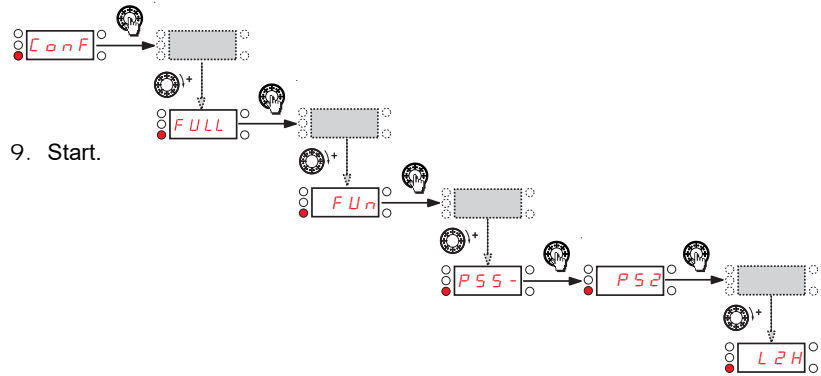 ConF
+
FULL
9. Start.
+
FUn
+
PSS-
PS2
+
L2H